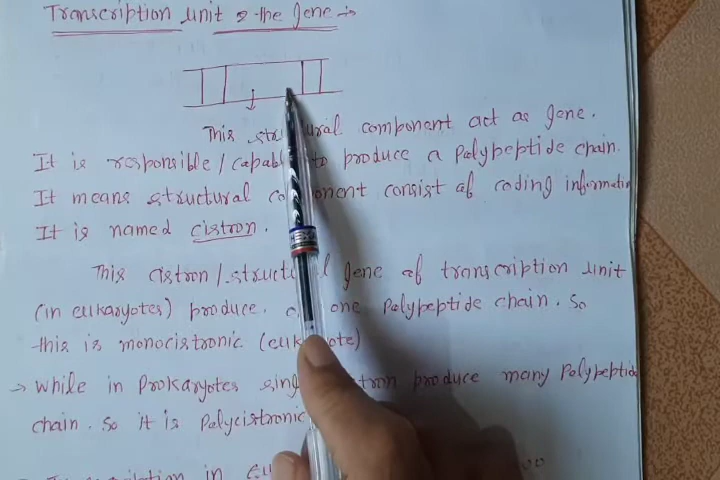 Transcription unit & the gene →
This structural component act as gene.
It is responsible / capable to produce a polypeptide chain.
It means structural component consist of coding information
It is named cistron.
This cistron/structural gene of transcription unit
(in eukaryotes) produce one polypeptide chain. So
this is monocistronic (eukaryote)
→ While in Prokaryotes single cistron produce many polypeptide
chain. So it is Polycistronic
in